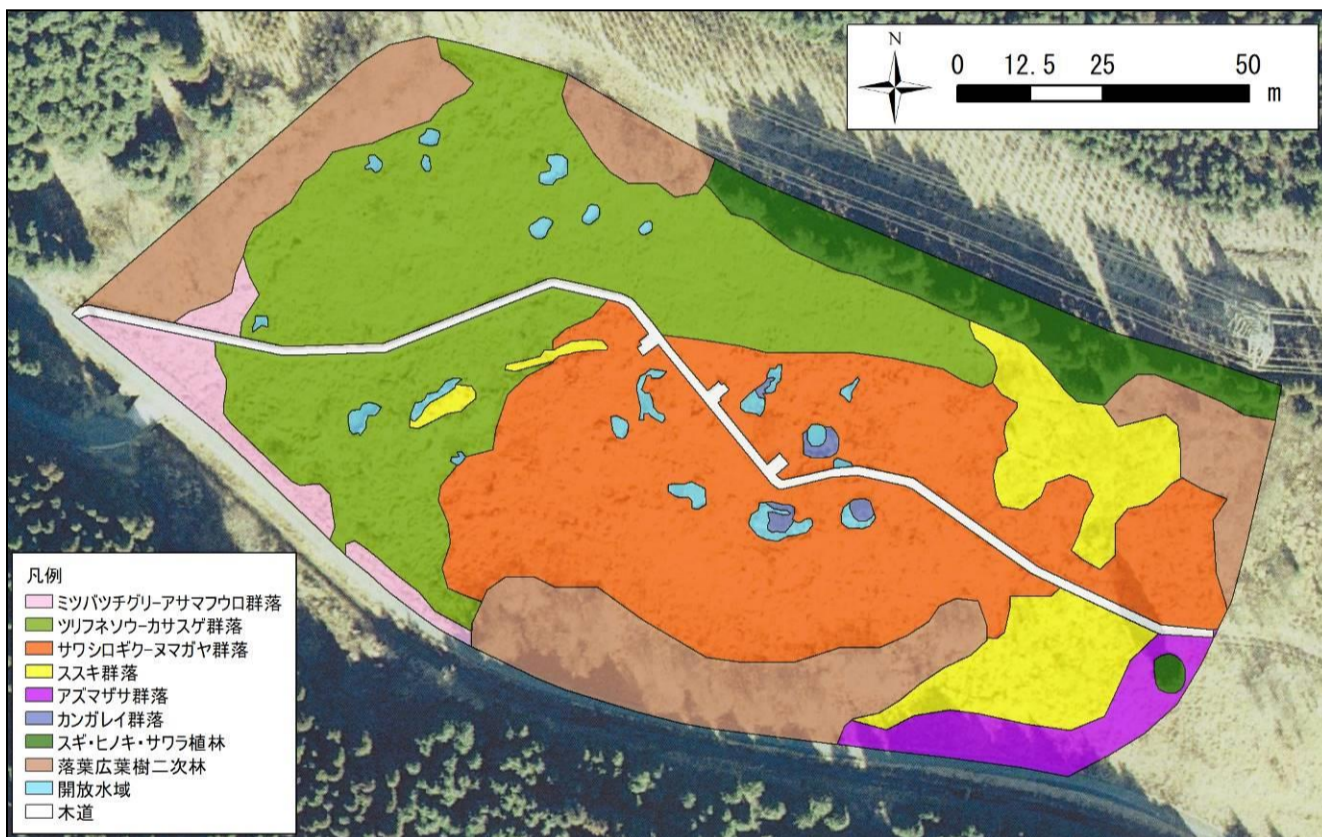 N
0 12.5 25 50
m
凡例
ミツバツチグリーアサマフウロ群落
ツリフネソウーカサスゲ群落
サワシロギクーヌマガヤ群落
ススキ群落
アズマザサ群落
カンガレイ群落
スギ・ヒノキ・サワラ植林
落葉広葉樹二次林
開放水域
木道